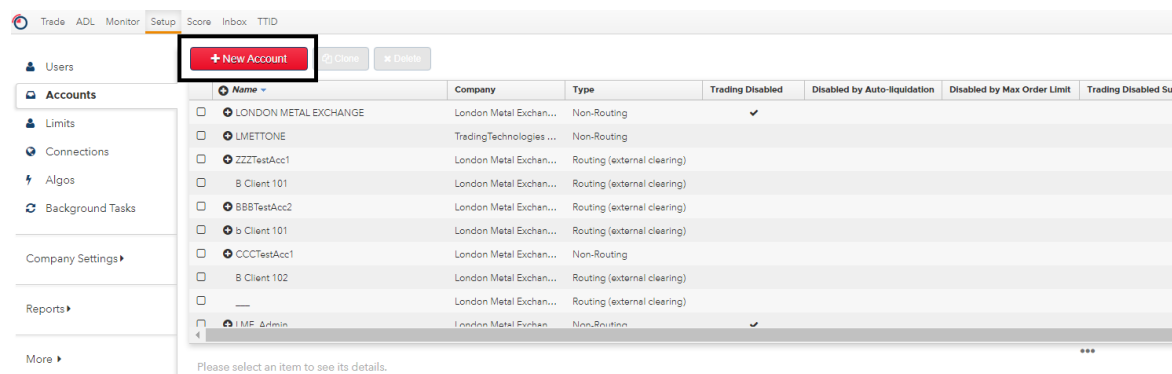 Trade ADL Monitor Setup Score Inbox TTID
+ New Account Clone Delete
Users
Accounts
Limits
Connections
Algos
Background Tasks
Company Settings
Reports
More
Name Company Type Trading Disabled Disabled by Auto-liquidation Disabled by Max Order Limit Trading Disabled Su
LONDON METAL EXCHANGE London Metal Exchan... Non-Routing
LMETTONE TradingTechnologies ... Non-Routing
ZZZTestAcc1 London Metal Exchan... Routing (external clearing)
B Client 101 London Metal Exchan... Routing (external clearing)
BBBTestAcc2 London Metal Exchan... Routing (external clearing)
b Client 101 London Metal Exchan... Routing (external clearing)
CCCTestAcc1 London Metal Exchan... Non-Routing
B Client 102 London Metal Exchan... Routing (external clearing)
___ London Metal Exchan... Routing (external clearing)
LME_Admin London Metal Exchan... Non-Routing
Please select an item to see its details.